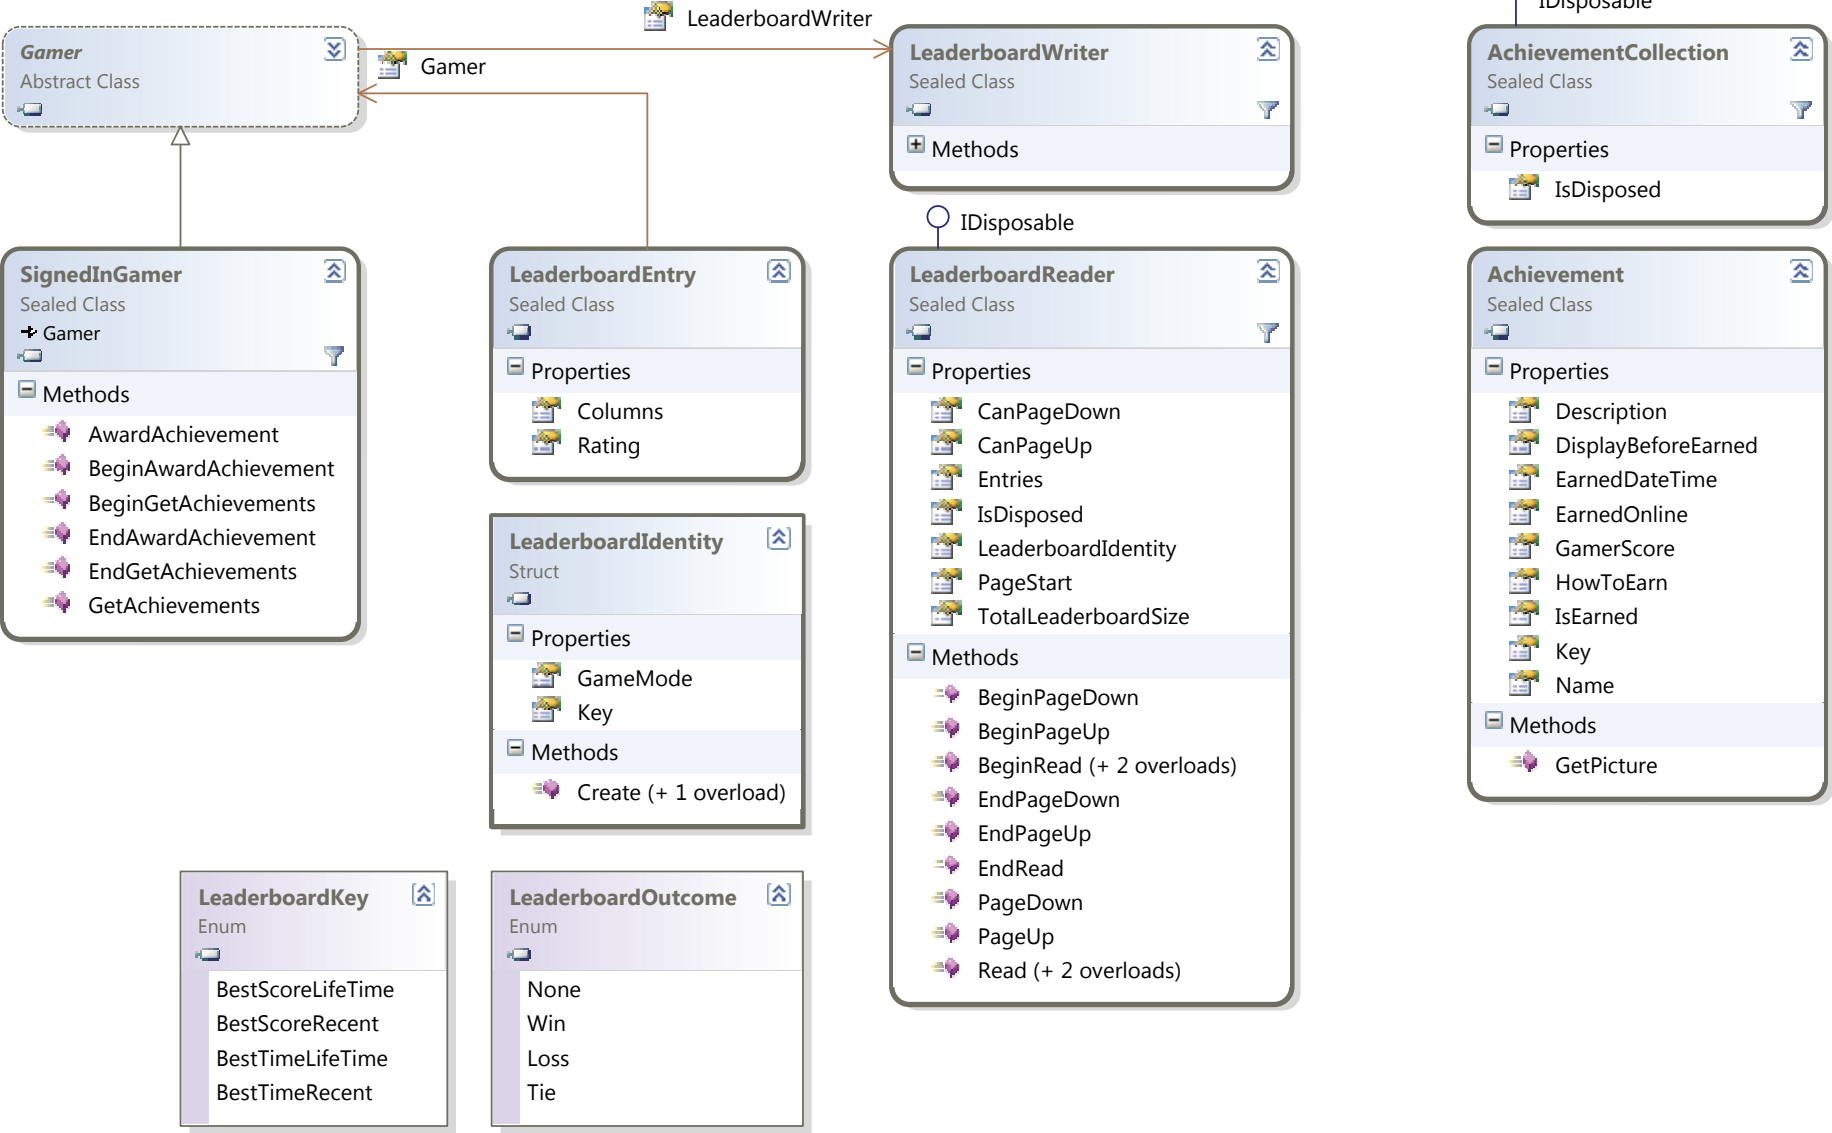 LeaderboardWriter
Gamer
Gamer
Abstract Class
LeaderboardWriter
Sealed Class
Methods
IDisposable
AchievementCollection
Sealed Class
Properties
IsDisposed
SignedInGamer
Sealed Class
Gamer
Methods
AwardAchievement
BeginAwardAchievement
BeginGetAchievements
EndAwardAchievement
EndGetAchievements
GetAchievements
LeaderboardEntry
Sealed Class
Properties
Columns
Rating
LeaderboardIdentity
Struct
Properties
GameMode
Key
Methods
Create (+ 1 overload)
IDisposable
LeaderboardReader
Sealed Class
Properties
CanPageDown
CanPageUp
Entries
IsDisposed
LeaderboardIdentity
PageStart
TotalLeaderboardSize
Methods
BeginPageDown
BeginPageUp
BeginRead (+ 2 overloads)
EndPageDown
EndPageUp
EndRead
PageDown
PageUp
Read (+ 2 overloads)
Achievement
Sealed Class
Properties
Description
DisplayBeforeEarned
EarnedDateTime
EarnedOnline
GamerScore
HowToEarn
IsEarned
Key
Name
Methods
GetPicture
LeaderboardKey
Enum
BestScoreLifeTime
BestScoreRecent
BestTimeLifeTime
BestTimeRecent
LeaderboardOutcome
Enum
None
Win
Loss
Tie